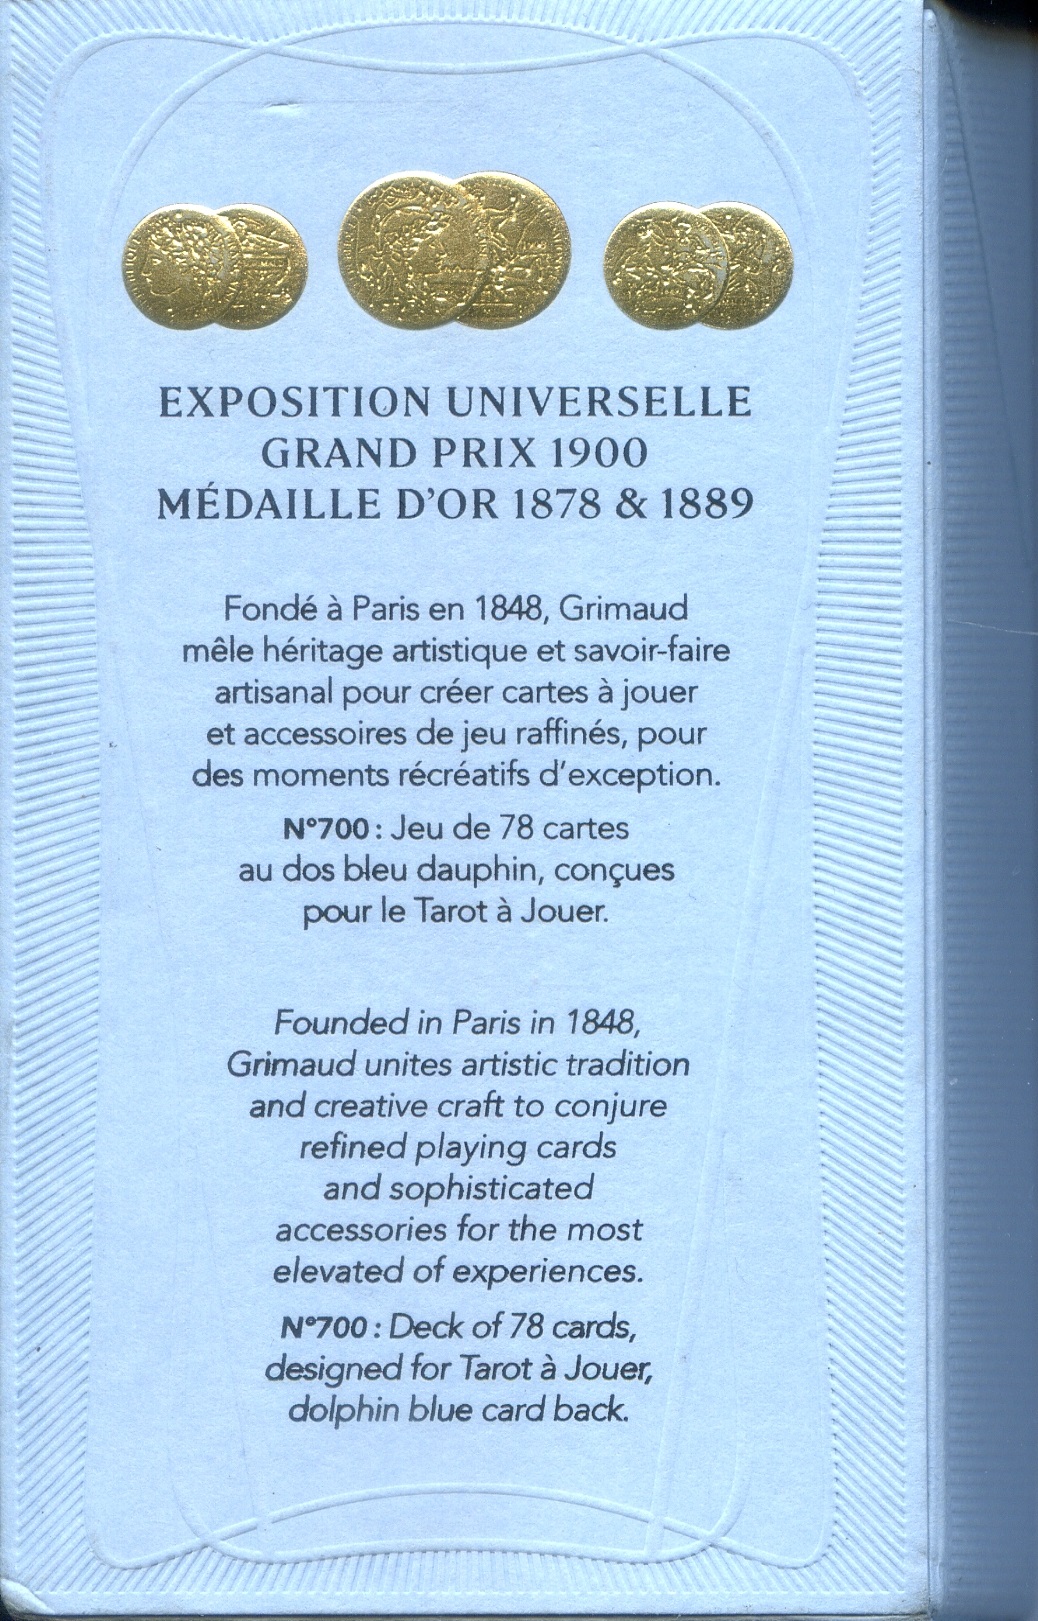 EXPOSITION UNIVERSELLE
GRAND PRIX 1900
MÉDAILLE D’OR 1878 & 1889
Fondé à Paris en 1848, Grimaud
mêle héritage artistique et savoir-faire
artisanal pour créer cartes à jouer
et accessoires de jeu raffinés, pour
des moments récréatifs d’exception.
N°700 : Jeu de 78 cartes
au dos bleu dauphin, conçues
pour le Tarot à Jouer.
Founded in Paris in 1848,
Grimaud unites artistic tradition
and creative craft to conjure
refined playing cards
and sophisticated
accessories for the most
elevated of experiences.
N°700 : Deck of 78 cards,
designed for Tarot à Jouer,
dolphin blue card back.